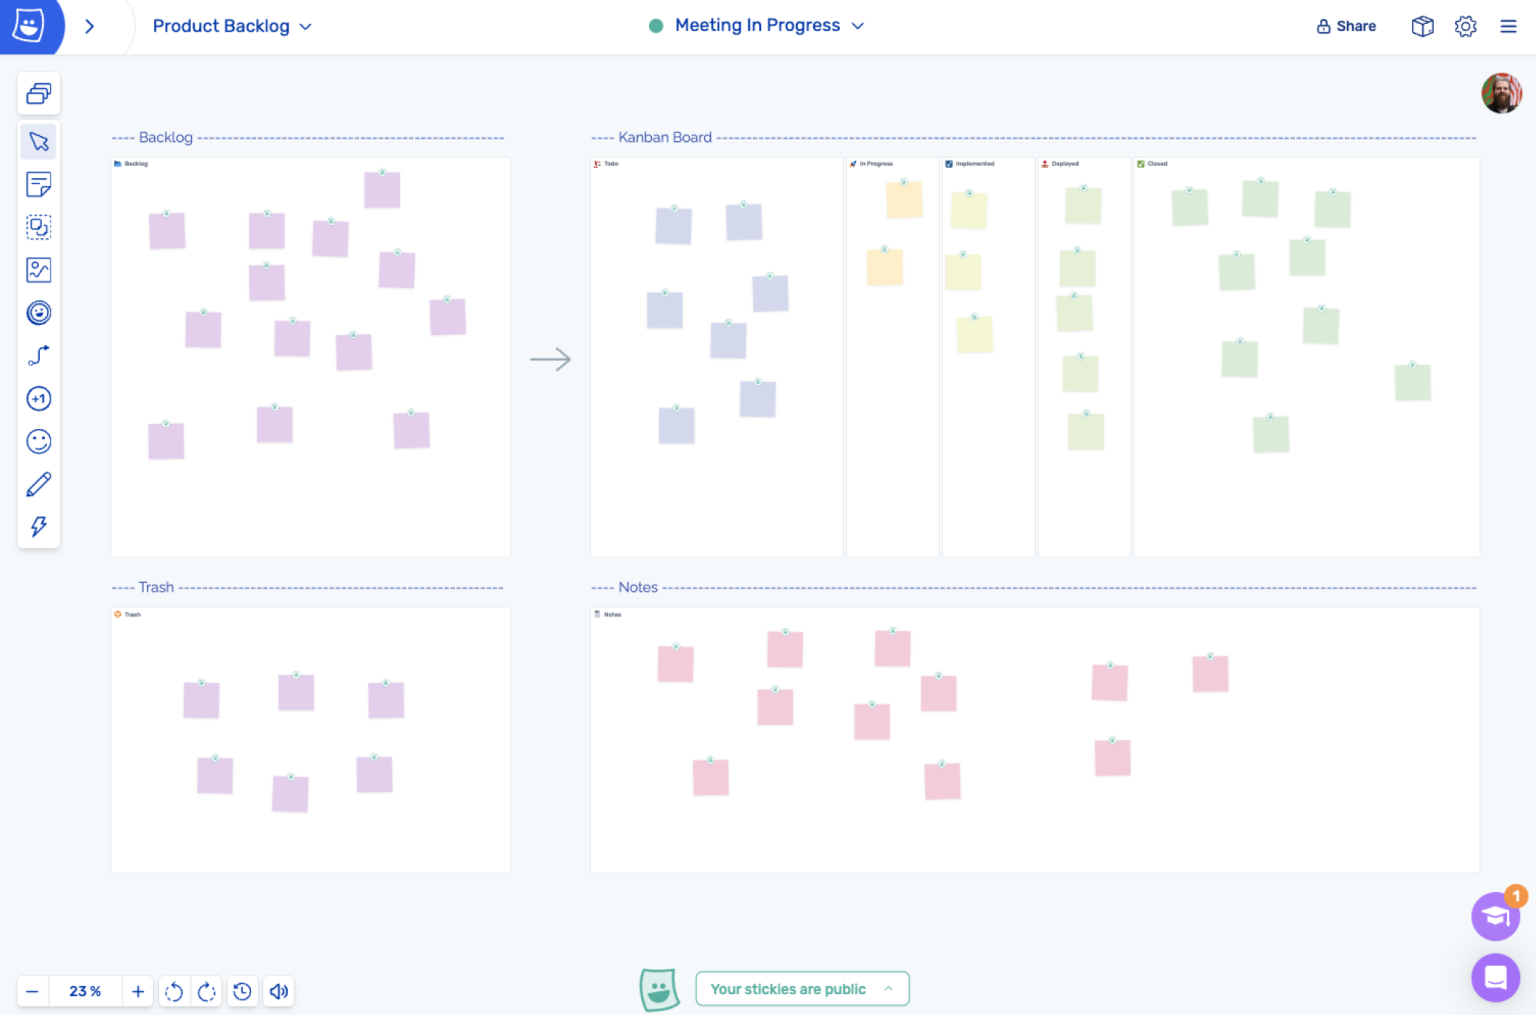 Product Backlog
Meeting In Progress
Share
---- Backlog ----------------------------------------
---- Kanban Board ----------------------------------------
Backlog
Todo
In Progress
Implemented
Deployed
Closed
+1
---- Trash ----------------------------------------
---- Notes ----------------------------------------
Trash
Notes
1
23 %
Your stickies are public